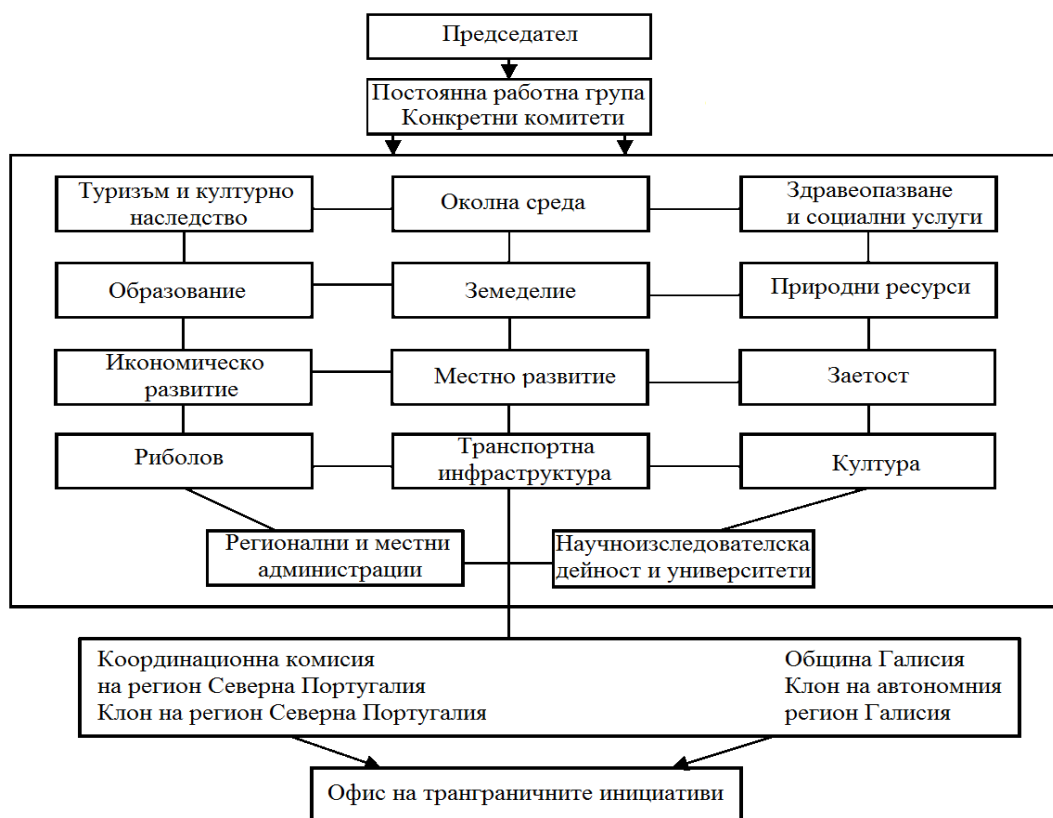 Председател
Постоянна работна група
Конкретни комитети
Туризъм и културно
наследство
Околна среда
Здравеопазване
и социални услуги
Образование
Земеделие
Природни ресурси
Икономическо
развитие
Местно развитие
Заетост
Риболов
Транспортна
инфраструктура
Култура
Регионални и местни
администрации
Научноизследователска
дейност и университети
Координационна комисия
на регион Северна Португалия
Клон на регион Северна Португалия
Община Галисия
Клон на автономния
регион Галисия
Офис на транграничните инициативи